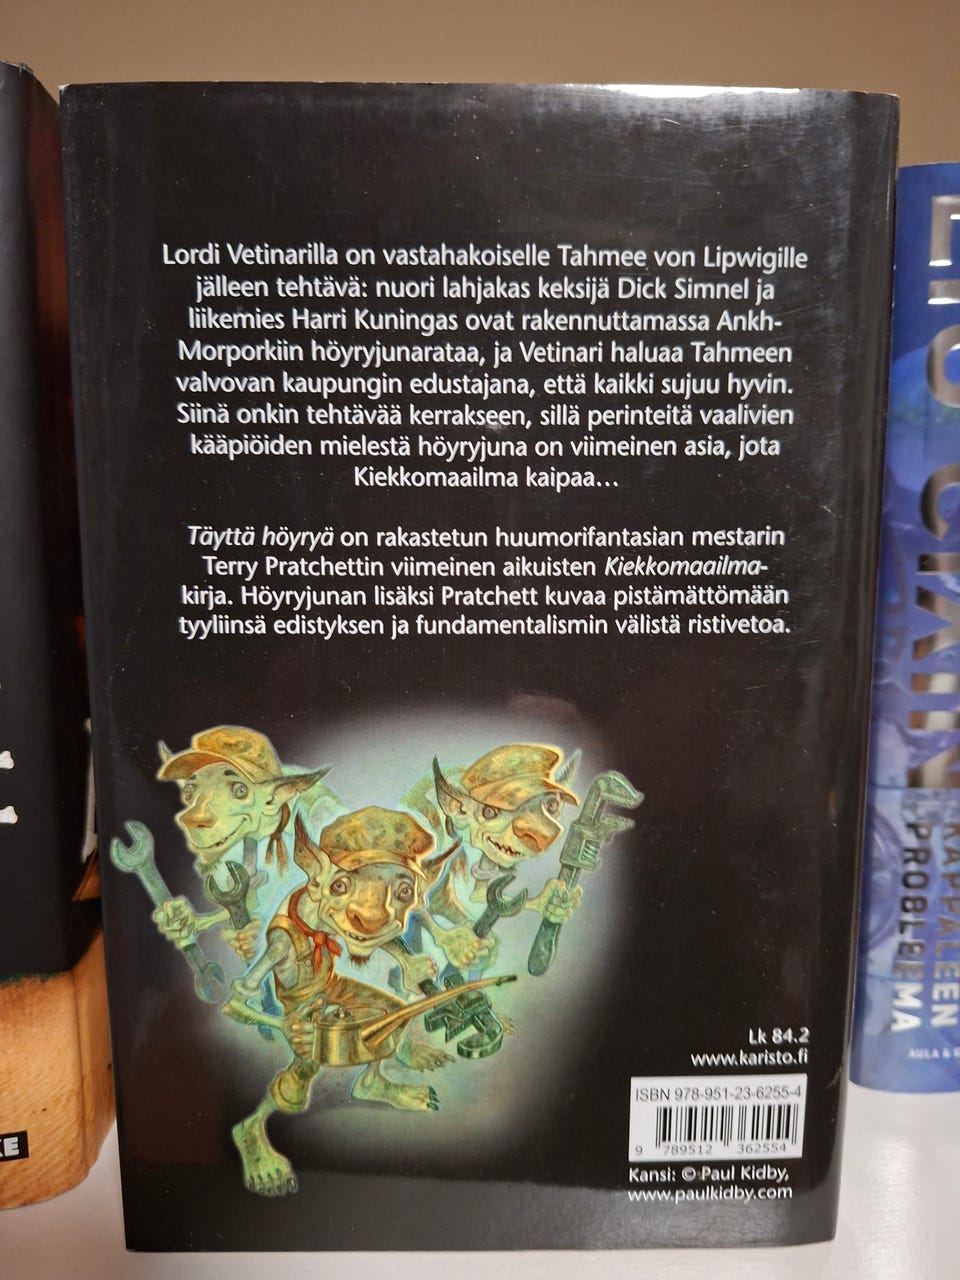 Lordi Vetinarilla on vastahakoiselle Tahmee von Lipwigille
jälleen tehtävä: nuori lahjakas keksijä Dick Simnel ja
liikemies Harri Kuningas ovat rakennuttamassa Ankh-
Morporkiin höyryjunarataa, ja Vetinari haluaa Tahmeen
valvovan kaupungin edustajana, että kaikki sujuu hyvin.
Siinä onkin tehtävää kerrakseen, sillä perinteitä vaalivien
kääpiöiden mielestä höyryjuna on viimeinen asia, jota
Kiekkomaailma kaipaa...
Täyttä höyryä on rakastetun huumorifantasian mestarin
Terry Pratchettin viimeinen aikuisten Kiekkomaailma-
kirja. Höyryjunan lisäksi Pratchett kuvaa pistämättömään
tyyliinsä edistyksen ja fundamentalismin välistä ristivetoa.
Lk 84.2
www.karisto.fi
ISBN 978-951-23-6255-4
9 789512 362554
Kansi: © Paul Kidby,
www.paulkidby.com
KE
CIXIN
KAPPALEEN
PROBLEEMA
AULA &